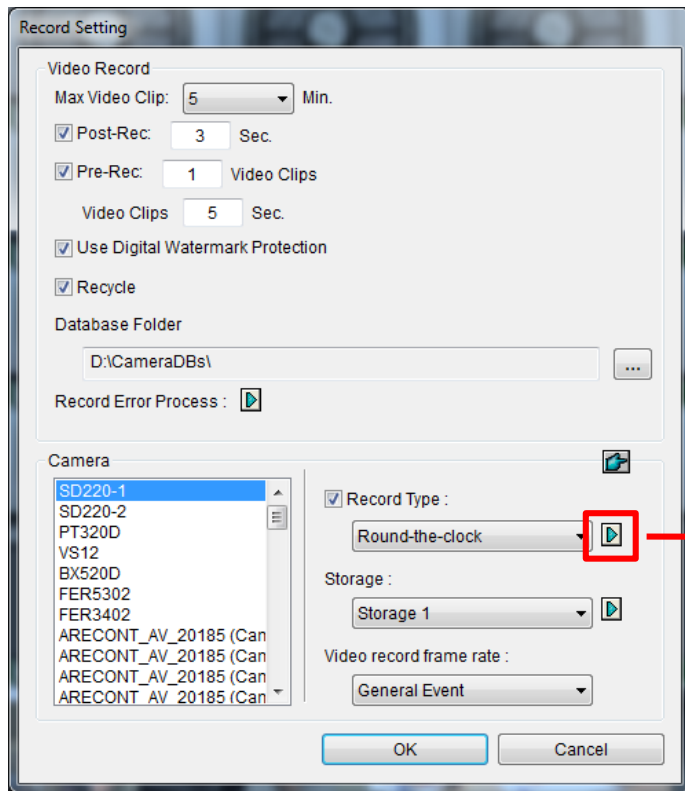 Record Setting
Video Record
Max Video Clip: 5 Min.
Post-Rec: 3 Sec.
Pre-Rec: 1 Video Clips
Video Clips 5 Sec.
Use Digital Watermark Protection
Recycle
Database Folder
D:\CameraDBs\
...
Record Error Process :
Camera
SD220-1
SD220-2
PT320D
VS12
BX520D
FER5302
FER3402
ARECONT_AV_20185 (Can
ARECONT_AV_20185 (Can
ARECONT_AV_20185 (Can
ARECONT_AV_20185 (Can
Record Type :
Round-the-clock
Storage :
Storage 1
Video record frame rate :
General Event
OK
Cancel